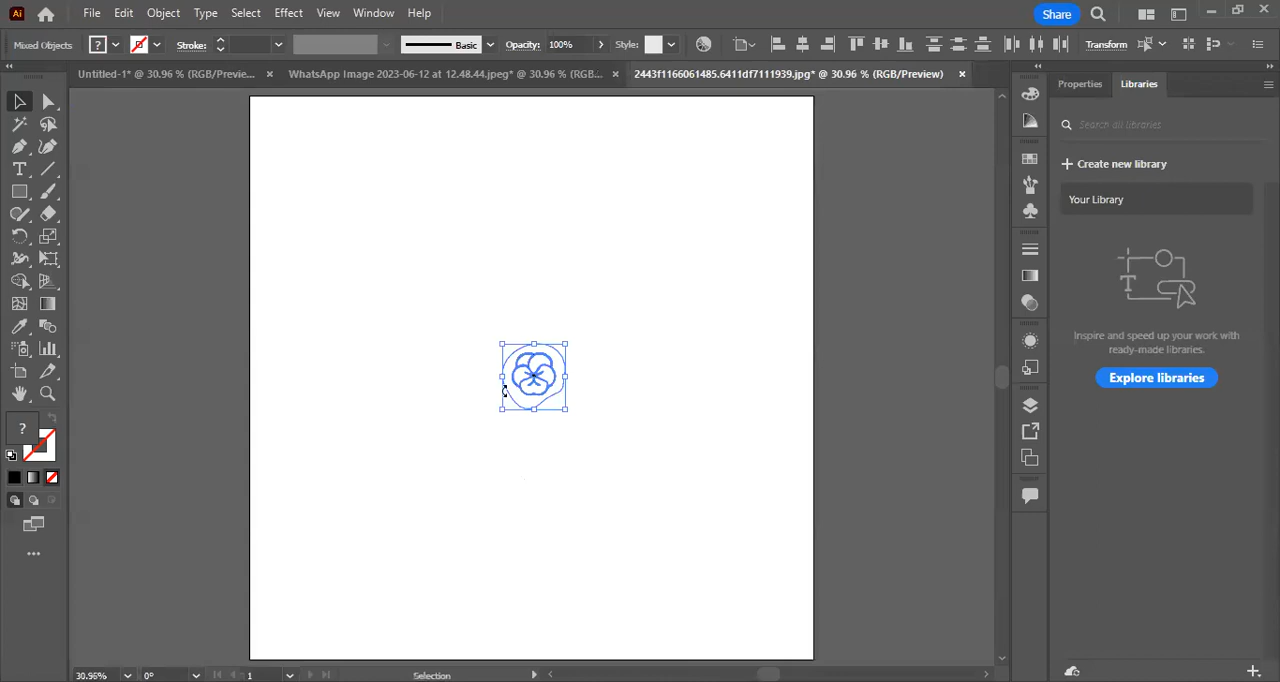 Ai File Edit Object Type Select Effect View Window Help Share
Mixed Objects ? Stroke: Basic Opacity: 100% Style: Transform
Untitled-1* @ 30.96 % (RGB/Previe... × WhatsApp Image 2023-06-12 at 12.48.44.jpeg* @ 30.96 % (RGB... × 2443f1166061485.6411df7111939.jpg* @ 30.96 % (RGB/Preview) ×
Properties Libraries
Search all libraries
Create new library
Your Library
Inspire and speed up your work with
ready-made libraries.
Explore libraries
?
30.96% 0° 1 Selection